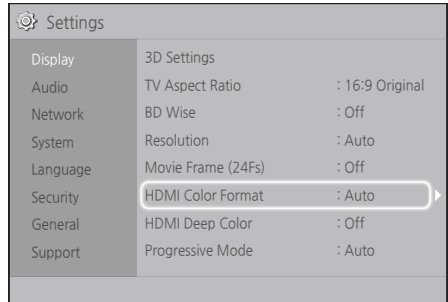 Settings
Display
Audio
Network
System
Language
Security
General
Support
3D Settings
TV Aspect Ratio : 16:9 Original
BD Wise : Off
Resolution : Auto
Movie Frame (24Fs) : Off
HDMI Color Format : Auto
HDMI Deep Color : Off
Progressive Mode : Auto